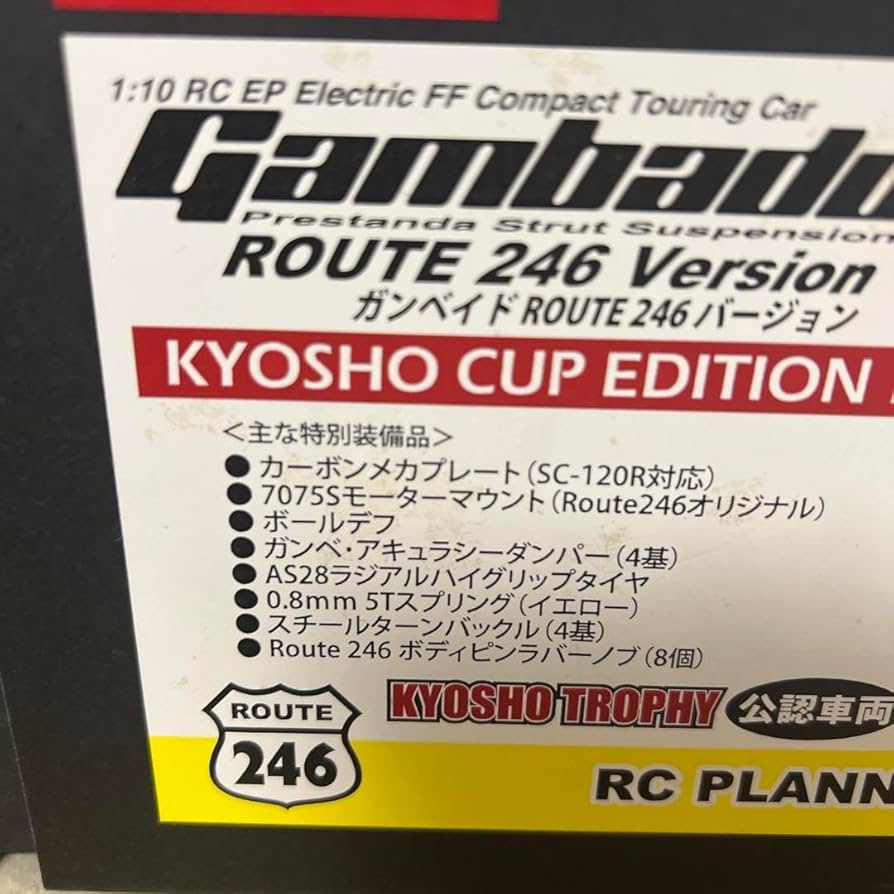 1:10 RC EP Electric FF Compact Touring Car
Gambado
Prestanda Strut Suspension
ROUTE 246 Version
ガンベイド ROUTE 246 バージョン
KYOSHO CUP EDITION
＜主な特別装備品＞
● カーボンメカプレート（SC-120R対応）
● 7075Sモーターマウント（Route246オリジナル）
● ボールデフ
● ガンベ・アキュラシーダンパー（4基）
● AS28ラジアルハイグリップタイヤ
● 0.8mm 5Tスプリング（イエロー）
● スチールターンバックル（4基）
● Route 246 ボディピンラバーノブ（8個）
ROUTE
246
KYOSHO TROPHY 公認車両
RC PLANN